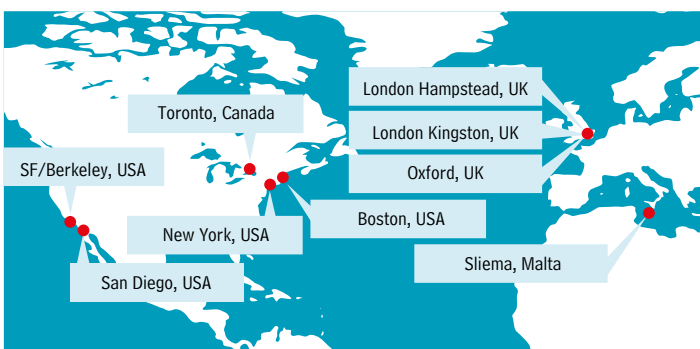 London Hampstead, UK
Toronto, Canada
London Kingston, UK
SF/Berkeley, USA
Oxford, UK
Boston, USA
New York, USA
Sliema, Malta
San Diego, USA